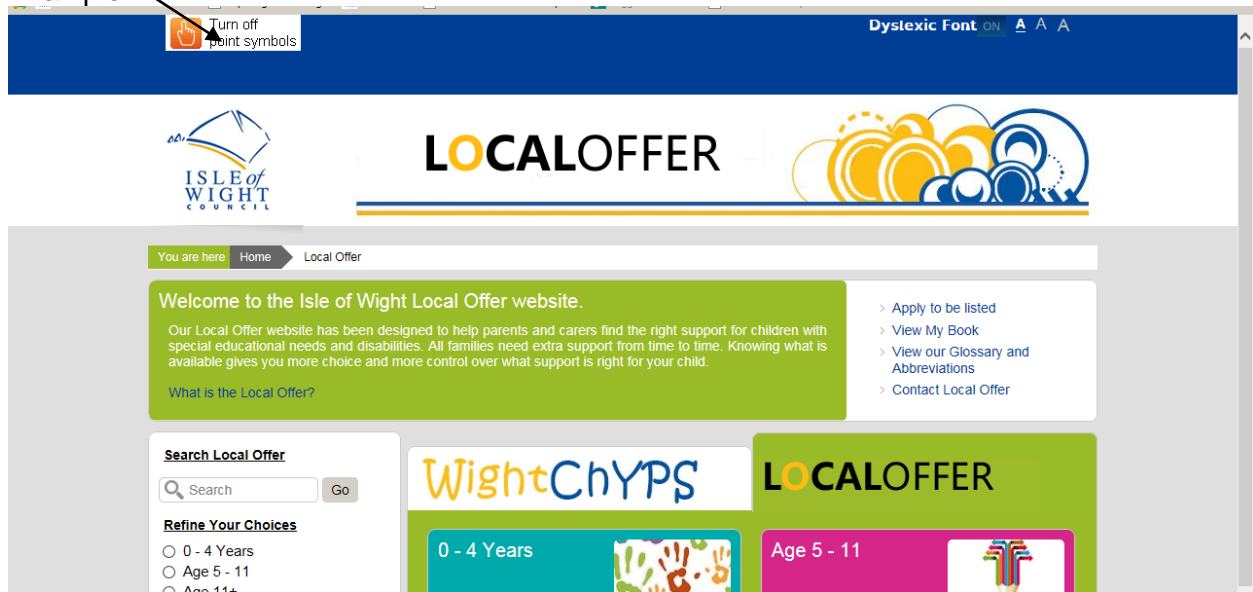 Turn off
point symbols
Dyslexic Font ON A A A
ISLE of
WIGHT
COUNCIL
LOCALOFFER
You are here Home Local Offer
Welcome to the Isle of Wight Local Offer website.
Our Local Offer website has been designed to help parents and carers find the right support for children with
special educational needs and disabilities. All families need extra support from time to time. Knowing what is
available gives you more choice and more control over what support is right for your child.
What is the Local Offer?
> Apply to be listed
> View My Book
> View our Glossary and
Abbreviations
> Contact Local Offer
Search Local Offer
Search Go
Refine Your Choices
0 - 4 Years
Age 5 - 11
Age 11+
WightChYPS
LOCALOFFER
0 - 4 Years
Age 5 - 11